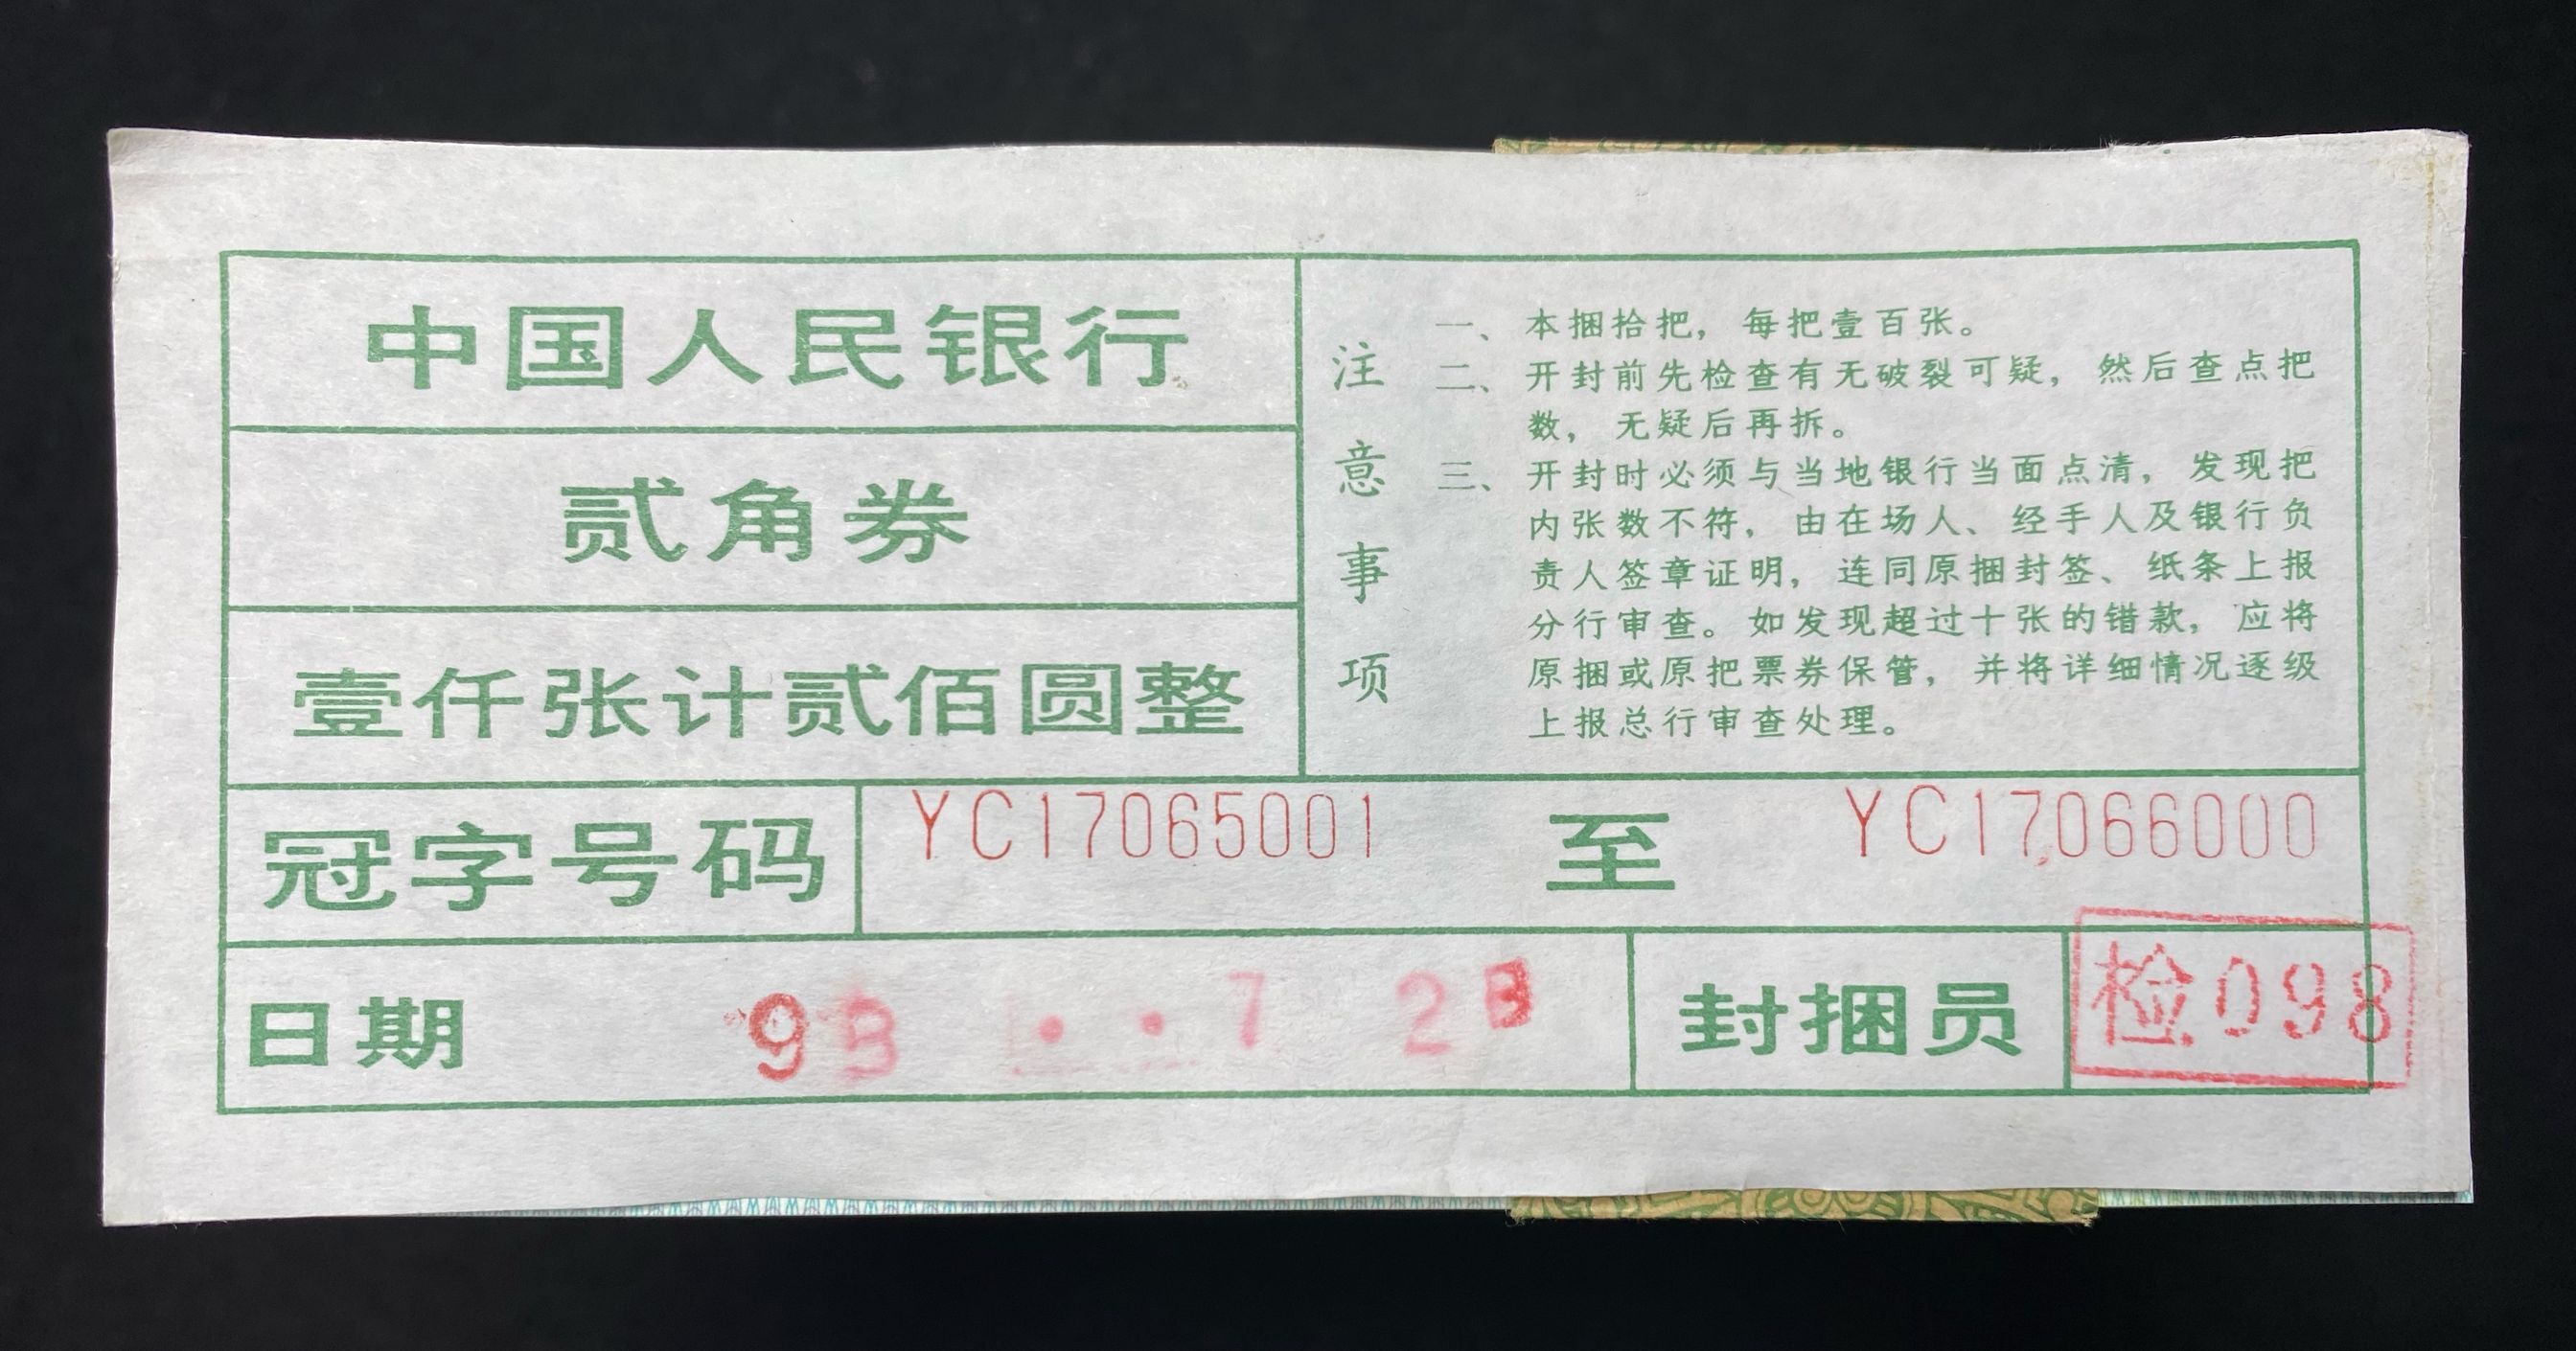 中国人民银行
贰角券
壹仟张计贰佰圆整
注意事项
一、本捆拾把，每把壹百张。
二、开封前先检查有无破裂可疑，然后查点把
数，无疑后再拆。
三、开封时必须与当地银行当面点清，发现把
内张数不符，由在场人、经手人及银行负
责人签章证明，连同原捆封签、纸条上报
分行审查。如发现超过十张的错款，应将
原捆或原把票券保管，并将详细情况逐级
上报总行审查处理。
冠字号码 YC17065001 至 YC17066000
日期 7 封捆员 检098